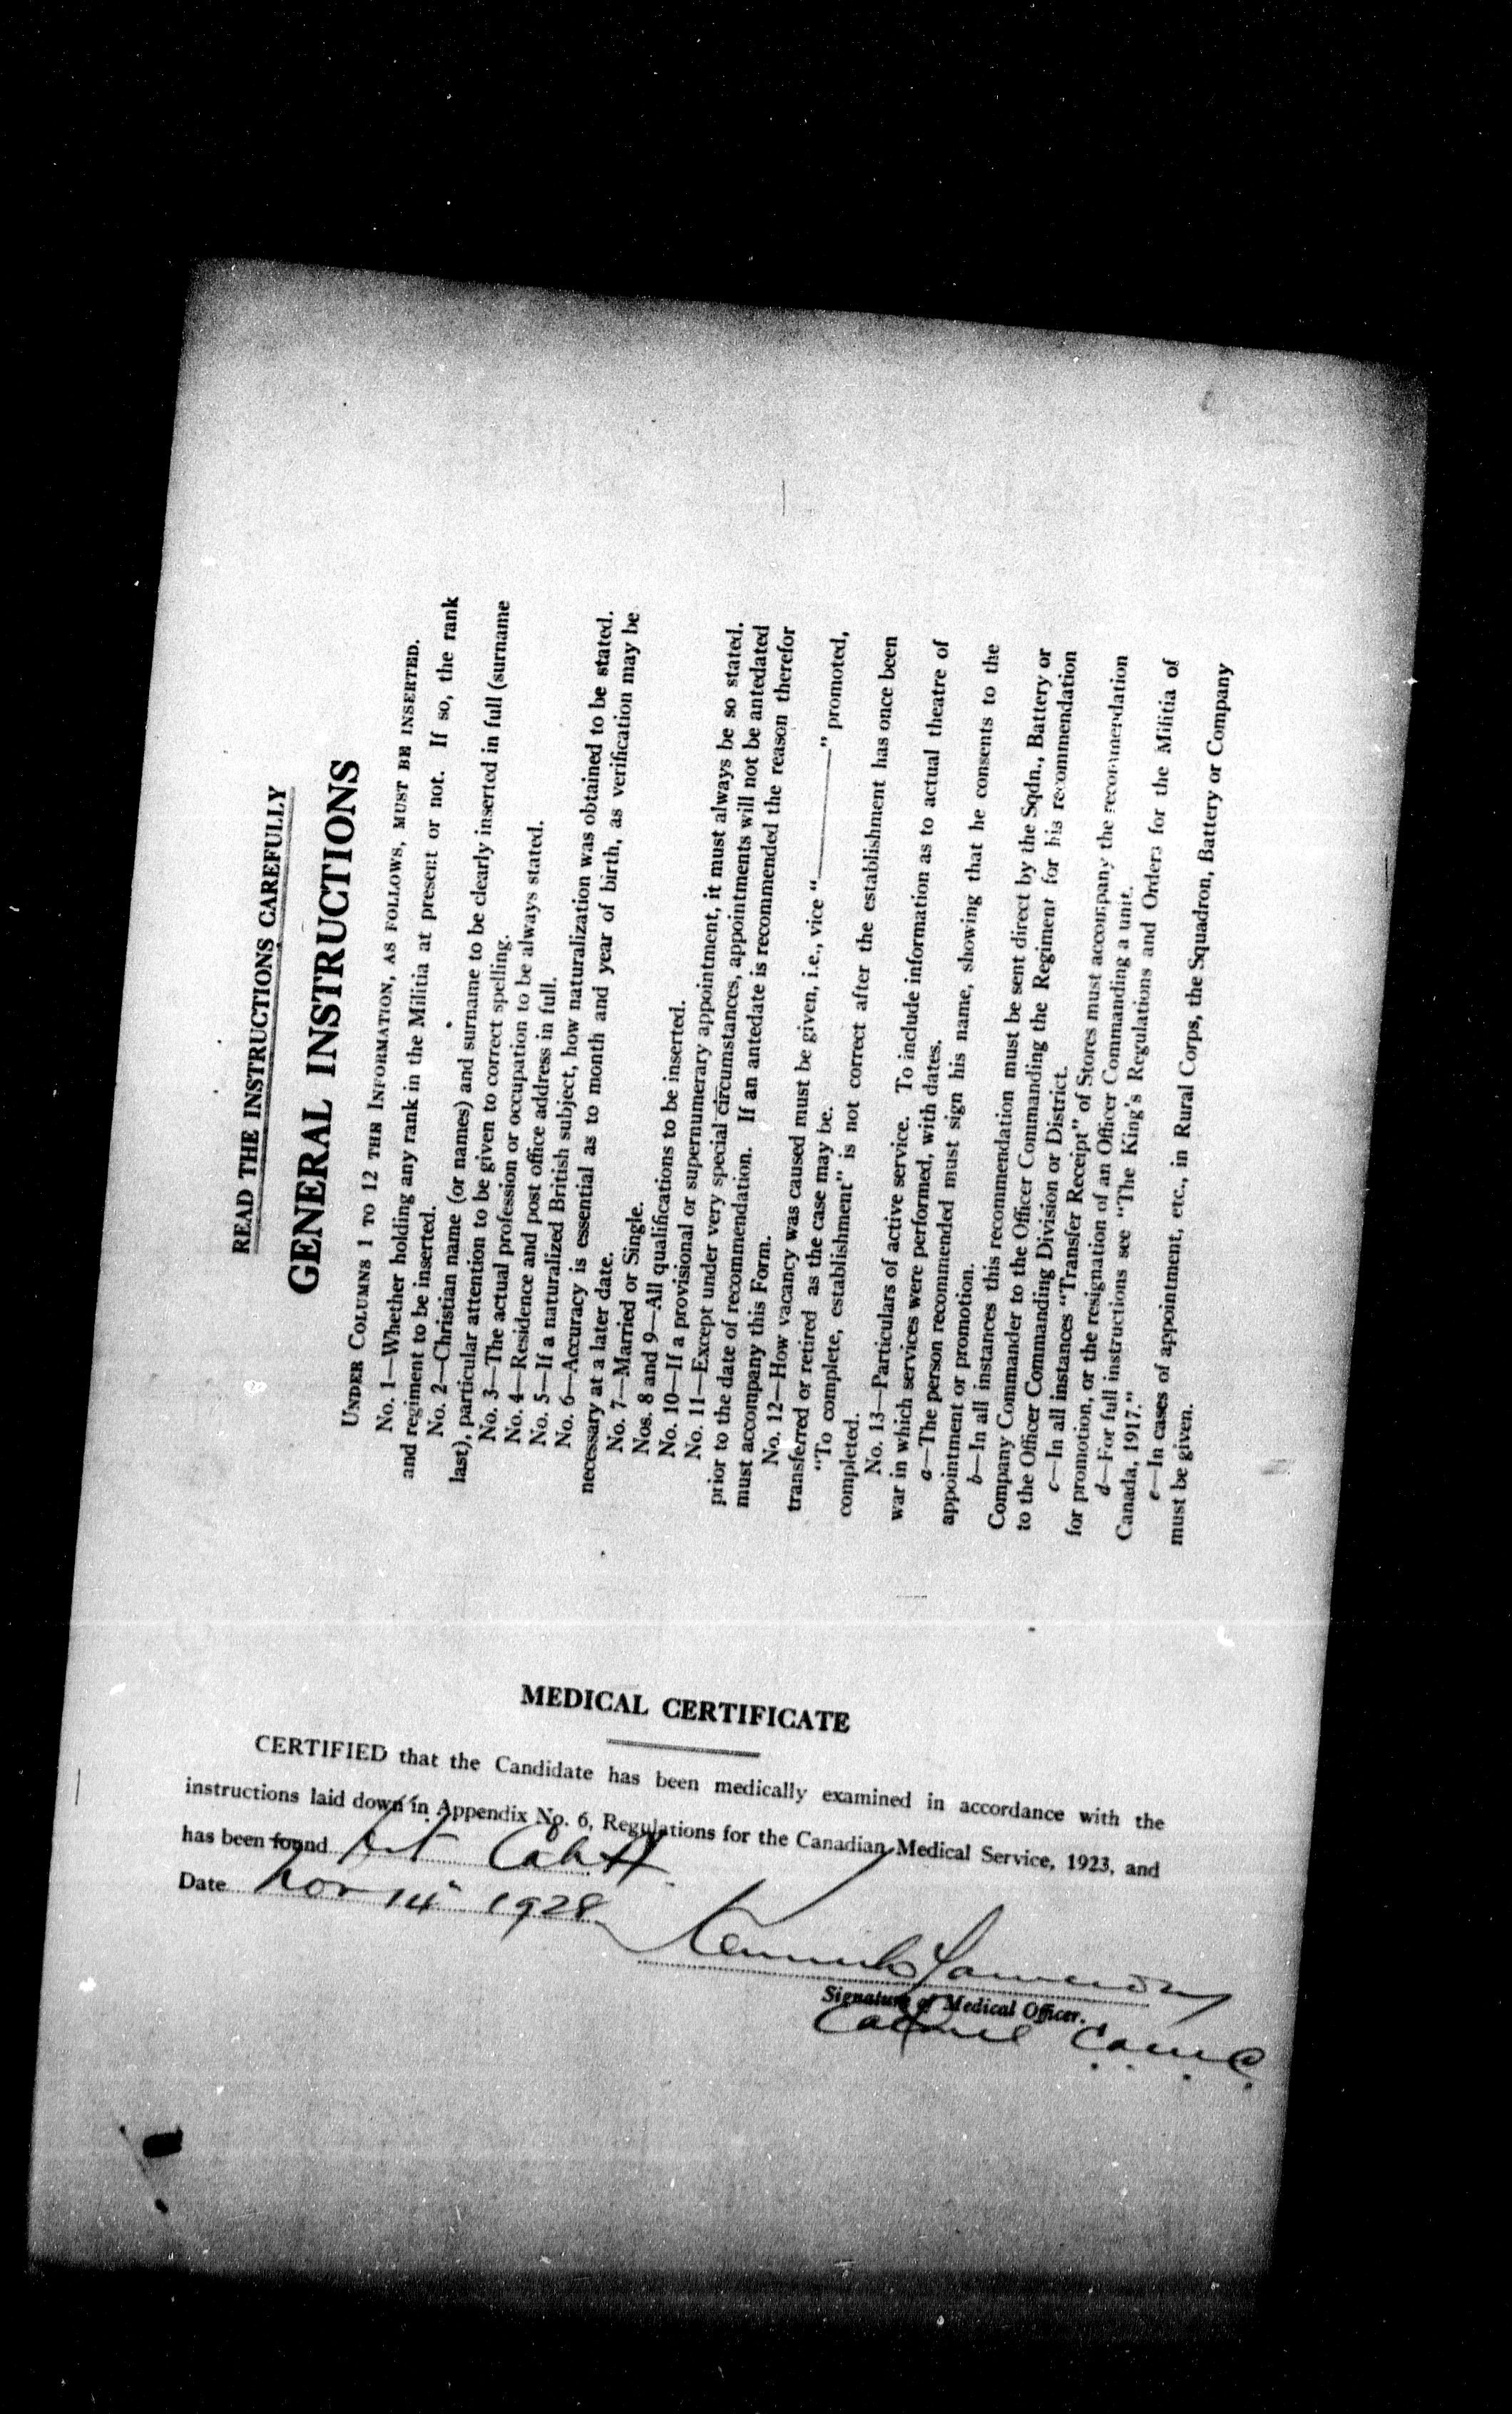 READ THE INSTRUCTIONS CAREFULLY
GENERAL INSTRUCTIONS
UNDER COLUMNS 1 TO 12 THE INFORMATION, AS FOLLOWS, MUST BE INSERTED.
No. 1—Whether holding any rank in the Militia at present or not. If so, the rank
and regiment to be inserted.
No. 2—Christian name (or names) and surname to be clearly inserted in full (surname
last), particular attention to be given to correct spelling.
No. 3—The actual profession or occupation to be always stated.
No. 4—Residence and post office address in full.
No. 5—If a naturalized British subject, how naturalization was obtained to be stated.
No. 6—Accuracy is essential as to month and year of birth, as verification may be
necessary at a later date.
No. 7—Married or Single.
Nos. 8 and 9—All qualifications to be inserted.
No. 10—If a provisional or supernumerary appointment, it must always be so stated.
No. 11—Except under very special circumstances, appointments will not be antedated
prior to the date of recommendation. If an antedate is recommended the reason therefor
must accompany this Form.
No. 12—How vacancy was caused must be given, i.e., vice "————" promoted,
transferred or retired as the case may be.
"To complete, establishment" is not correct after the establishment has once been
completed.
No. 13—Particulars of active service. To include information as to actual theatre of
war in which services were performed, with dates.
a—The person recommended must sign his name, showing that he consents to the
appointment or promotion.
b—In all instances this recommendation must be sent direct by the Sqdn., Battery or
Company Commander to the Officer Commanding the Regiment for his recommendation
to the Officer Commanding Division or District.
c—In all instances "Transfer Receipt" of Stores must accompany the recommendation
for promotion, or the resignation of an Officer Commanding a unit.
d—For full instructions see "The King's Regulations and Orders for the Militia of
Canada, 1917."
e—In cases of appointment, etc., in Rural Corps, the Squadron, Battery or Company
must be given.
MEDICAL CERTIFICATE
CERTIFIED that the Candidate has been medically examined in accordance with the
instructions laid down in Appendix No. 6, Regulations for the Canadian Medical Service, 1923, and
has been found fit Cat A
Date Nov 14" 1928
Kenneth
Signature of Medical Officer.
C.A.M.C.